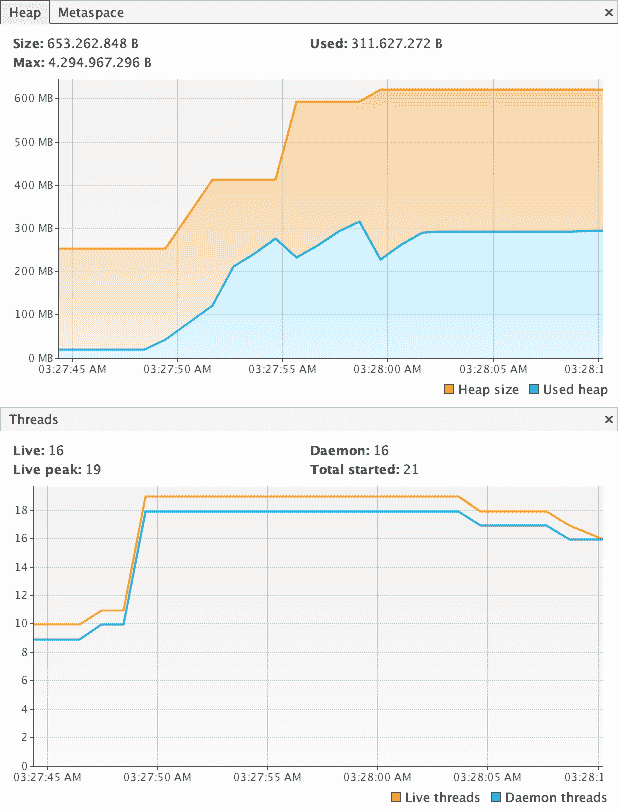 Heap Metaspace ×
Size: 653.262.848 B Used: 311.627.272 B
Max: 4.294.967.296 B
600 MB
500 MB
400 MB
300 MB
200 MB
100 MB
0 MB
03:27:45 AM 03:27:50 AM 03:27:55 AM 03:28:00 AM 03:28:05 AM 03:28:1
Heap size Used heap
Threads ×
Live: 16 Daemon: 16
Live peak: 19 Total started: 21
18
16
14
12
10
8
6
4
2
0
03:27:45 AM 03:27:50 AM 03:27:55 AM 03:28:00 AM 03:28:05 AM 03:28:1
Live threads Daemon threads